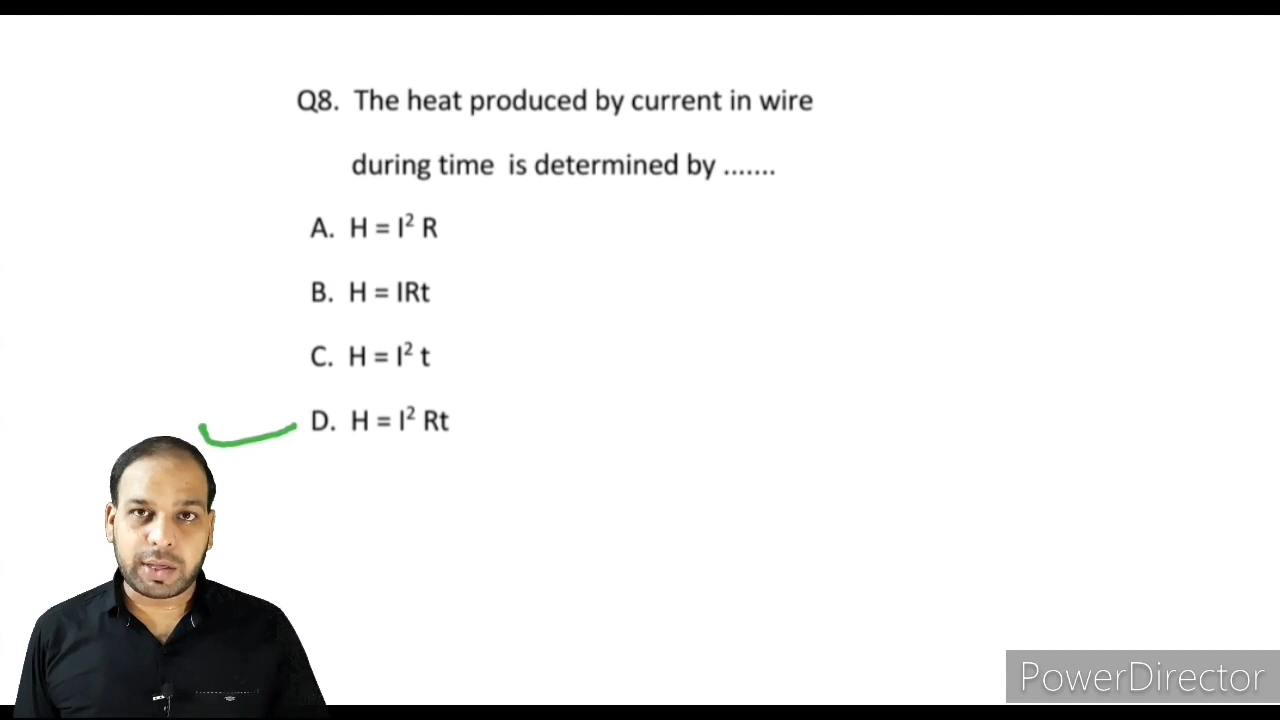 Q8. The heat produced by current in wire
during time is determined by .......
A. H = I² R
B. H = IRt
C. H = I² t
D. H = I² Rt
PowerDirector